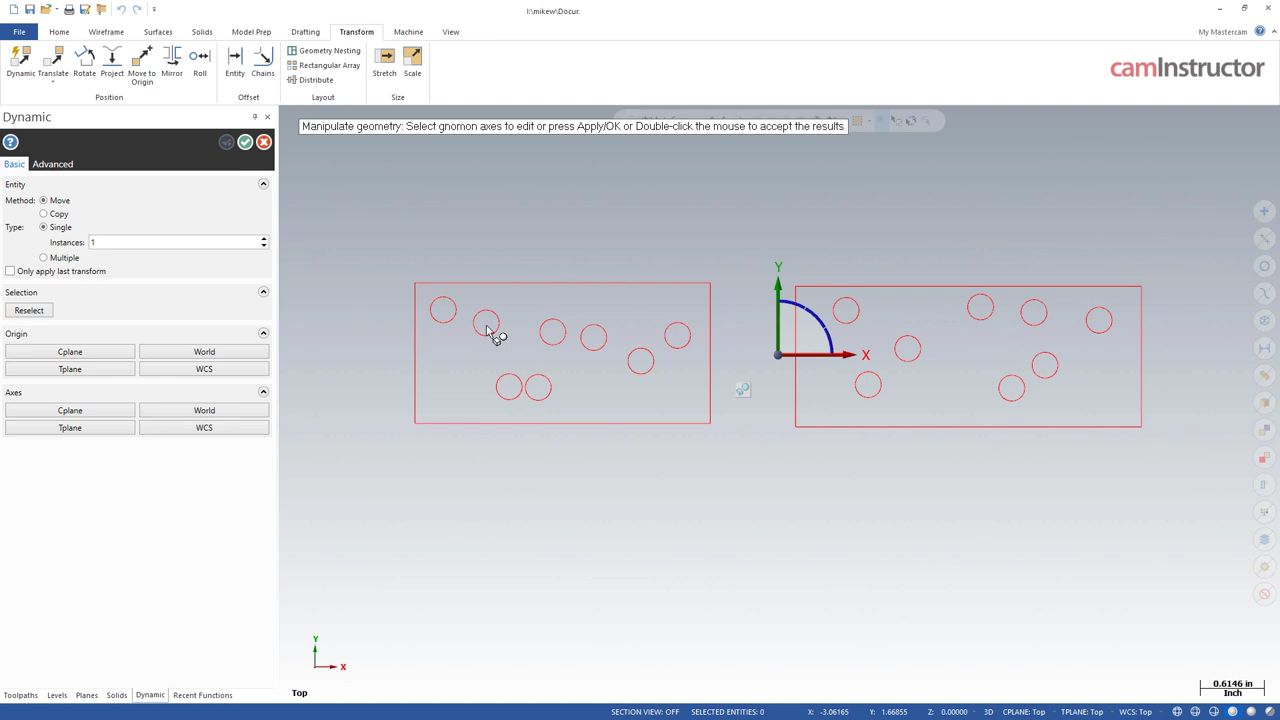 I:\mikew\Docur.
File Home Wireframe Surfaces Solids Model Prep Drafting Transform Machine View My Mastercam
Dynamic Translate Rotate Project Move to Origin Mirror Roll Entity Chains Geometry Nesting Rectangular Array Distribute Stretch Scale
Position Offset Layout Size
camInstructor
Dynamic
Manipulate geometry: Select gnomon axes to edit or press Apply/OK or Double-click the mouse to accept the results
Basic Advanced
Entity
Method: Move
Copy
Type: Single
Instances: 1
Multiple
Only apply last transform
Selection
Reselect
Origin
Cplane World
Tplane WCS
Axes
Cplane World
Tplane WCS
Y
X
Y
X
Top
0.6146 in
Inch
Toolpaths Levels Planes Solids Dynamic Recent Functions
SECTION VIEW: OFF SELECTED ENTITIES: 0 X: -3.06165 Y: 1.66855 Z: 0.00000 3D CPLANE: Top TPLANE: Top WCS: Top